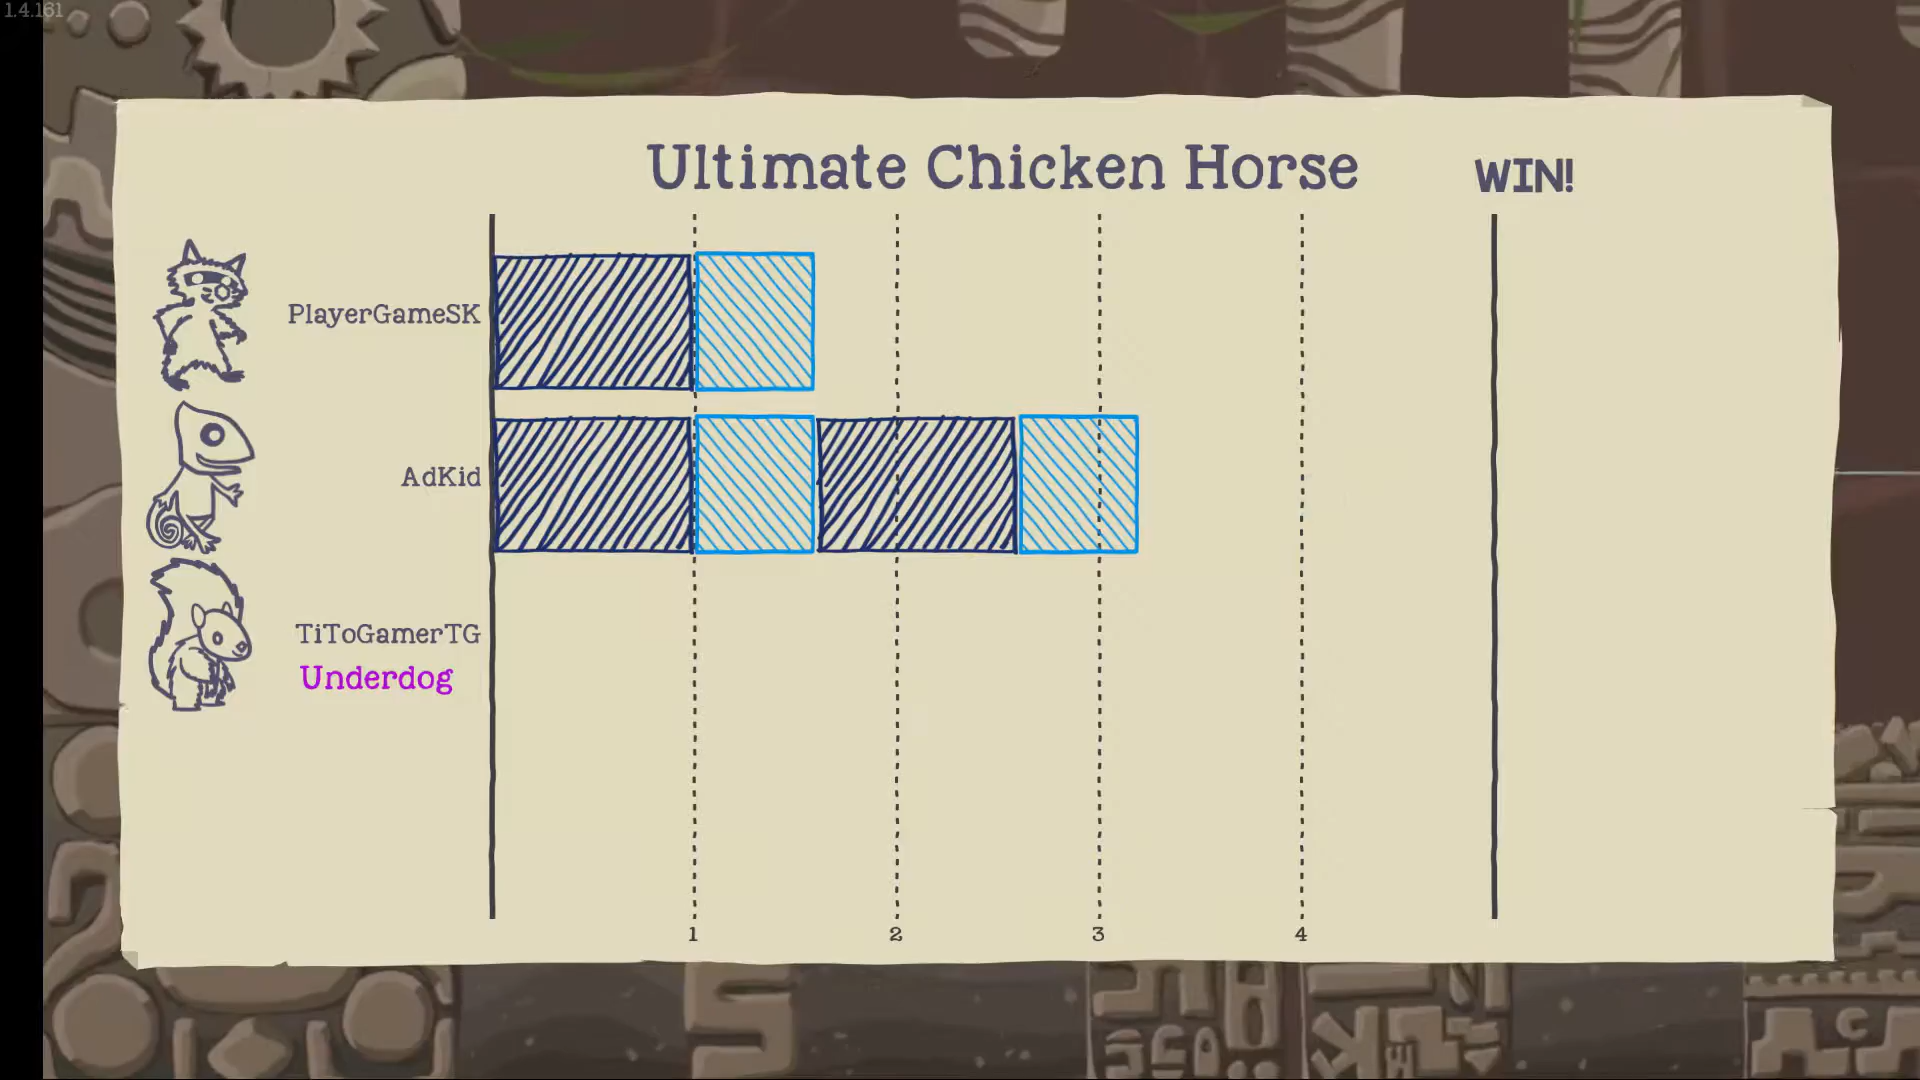 1.4.161
Ultimate Chicken Horse
WIN!
PlayerGameSK
AdKid
TiToGamerTG
Underdog
1 2 3 4